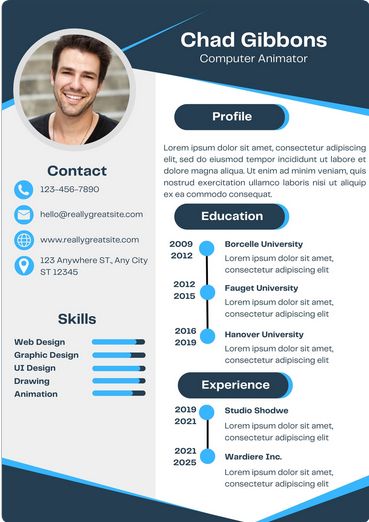 Chad Gibbons
Computer Animator
Profile
Lorem ipsum dolor sit amet, consectetur adipiscing
elit, sed do eiusmod tempor incididunt ut labore et
dolore magna aliqua. Ut enim ad minim veniam, quis
nostrud exercitation ullamco laboris nisi ut aliquip
ex ea commodo consequat.
Contact
123-456-7890
hello@reallygreatsite.com
www.reallygreatsite.com
123 Anywhere ST., Any City
ST 12345
Skills
Web Design
Graphic Design
UI Design
Drawing
Animation
Education
2009
2012
Borcelle University
Lorem ipsum dolor sit amet,
consectetur adipiscing elit
2012
2015
Fauget University
Lorem ipsum dolor sit amet,
consectetur adipiscing elit
2016
2019
Hanover University
Lorem ipsum dolor sit amet,
consectetur adipiscing elit
Experience
2019
2021
Studio Shodwe
Lorem ipsum dolor sit amet,
consectetur adipiscing elit
2021
2025
Wardiere Inc.
Lorem ipsum dolor sit amet,
consectetur adipiscing elit